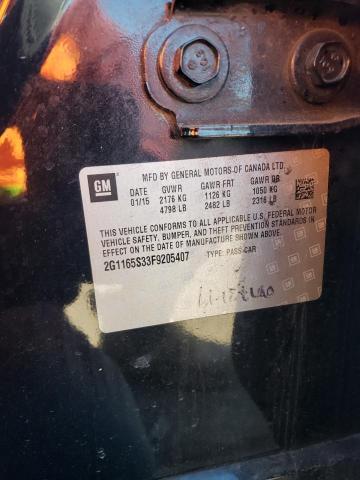 GM
MFD BY GENERAL MOTORS OF CANADA LTD.
DATE GVWR GAWR FRT GAWR RR
01/15 2176 KG 1126 KG 1050 KG
4798 LB 2482 LB 2316 LB
THIS VEHICLE CONFORMS TO ALL APPLICABLE U.S. FEDERAL MOTOR
VEHICLE SAFETY, BUMPER, AND THEFT PREVENTION STANDARDS IN
EFFECT ON THE DATE OF MANUFACTURE SHOWN ABOVE.
2G1165S33F9205407 TYPE: PASS-CAR